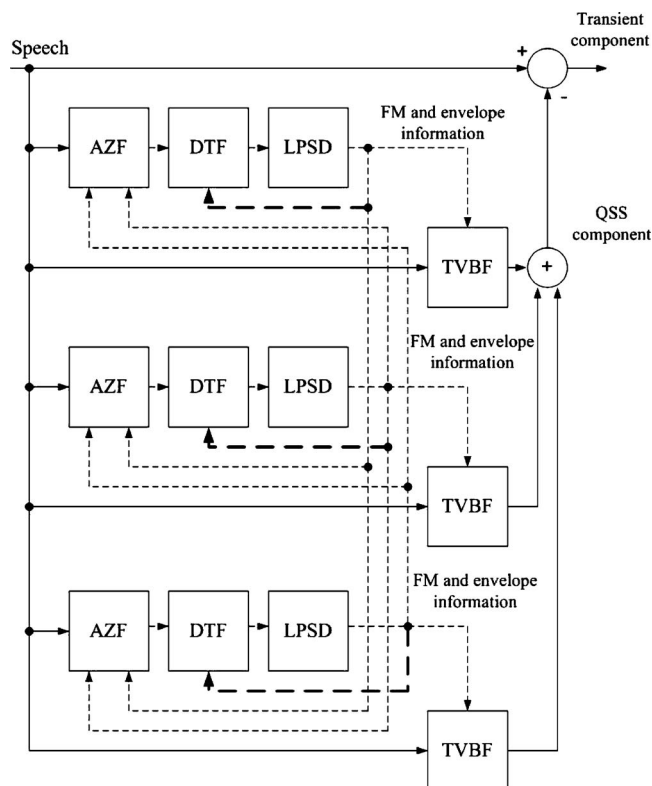 Speech
+
Transient
component
-
FM and envelope
information
AZF
DTF
LPSD
QSS
component
TVBF
+
FM and envelope
information
AZF
DTF
LPSD
TVBF
FM and envelope
information
AZF
DTF
LPSD
TVBF